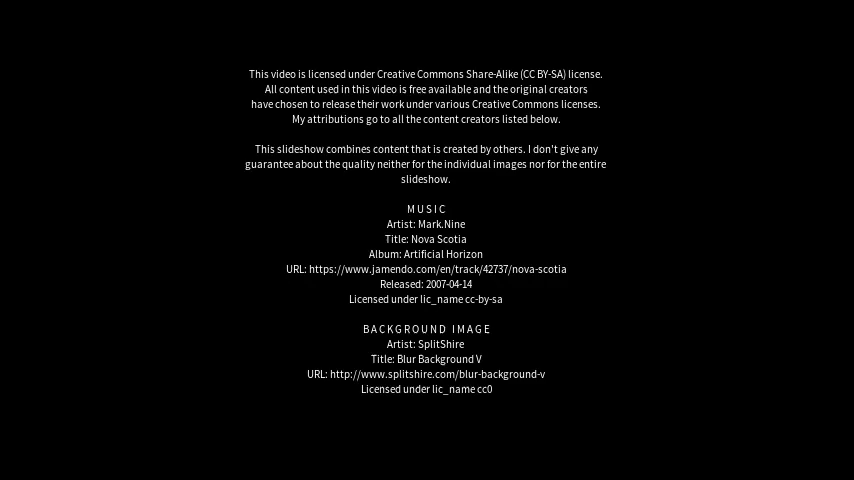 This video is licensed under Creative Commons Share-Alike (CC BY-SA) license.
All content used in this video is free available and the original creators
have chosen to release their work under various Creative Commons licenses.
My attributions go to all the content creators listed below.
This slideshow combines content that is created by others. I don't give any
guarantee about the quality neither for the individual images nor for the entire
slideshow.
MUSIC
Artist: Mark.Nine
Title: Nova Scotia
Album: Artificial Horizon
URL: https://www.jamendo.com/en/track/42737/nova-scotia
Released: 2007-04-14
Licensed under lic_name cc-by-sa
BACKGROUND IMAGE
Artist: SplitShire
Title: Blur Background V
URL: http://www.splitshire.com/blur-background-v
Licensed under lic_name cc0